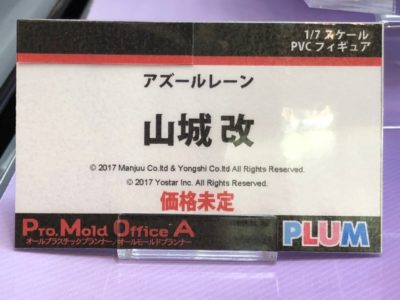 1/7 スケール
PVC フィギュア
アズールレーン
山城 改
© 2017 Manjuu Co.ltd & Yongshi Co.ltd All Rights Reserved.
© 2017 Yostar Inc. All Rights Reserved.
価格未定
PRO.MOLD OFFICE A
オールプラスチックプランナー/オールモールドプランナー
PLUM